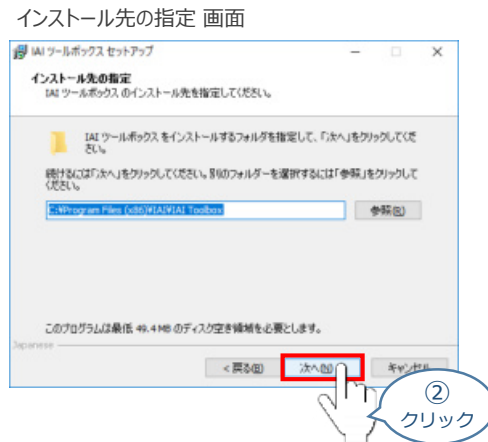 インストール先の指定 画面
IAI ツールボックス セットアップ
インストール先の指定
IAI ツールボックス のインストール先を指定してください。
IAI ツールボックス をインストールするフォルダを指定して、「次へ」をクリックしてくだ
さい。
続けるには「次へ」をクリックしてください。別のフォルダーを選択するには「参照」をクリックして
ください。
C:¥Program Files (x86)¥IAI¥IAI Toolbox
参照(R)
このプログラムは最低 49.4 MB のディスク空き領域を必要とします。
Japanese
< 戻る(B) 次へ(N) キャンセル
②
クリック